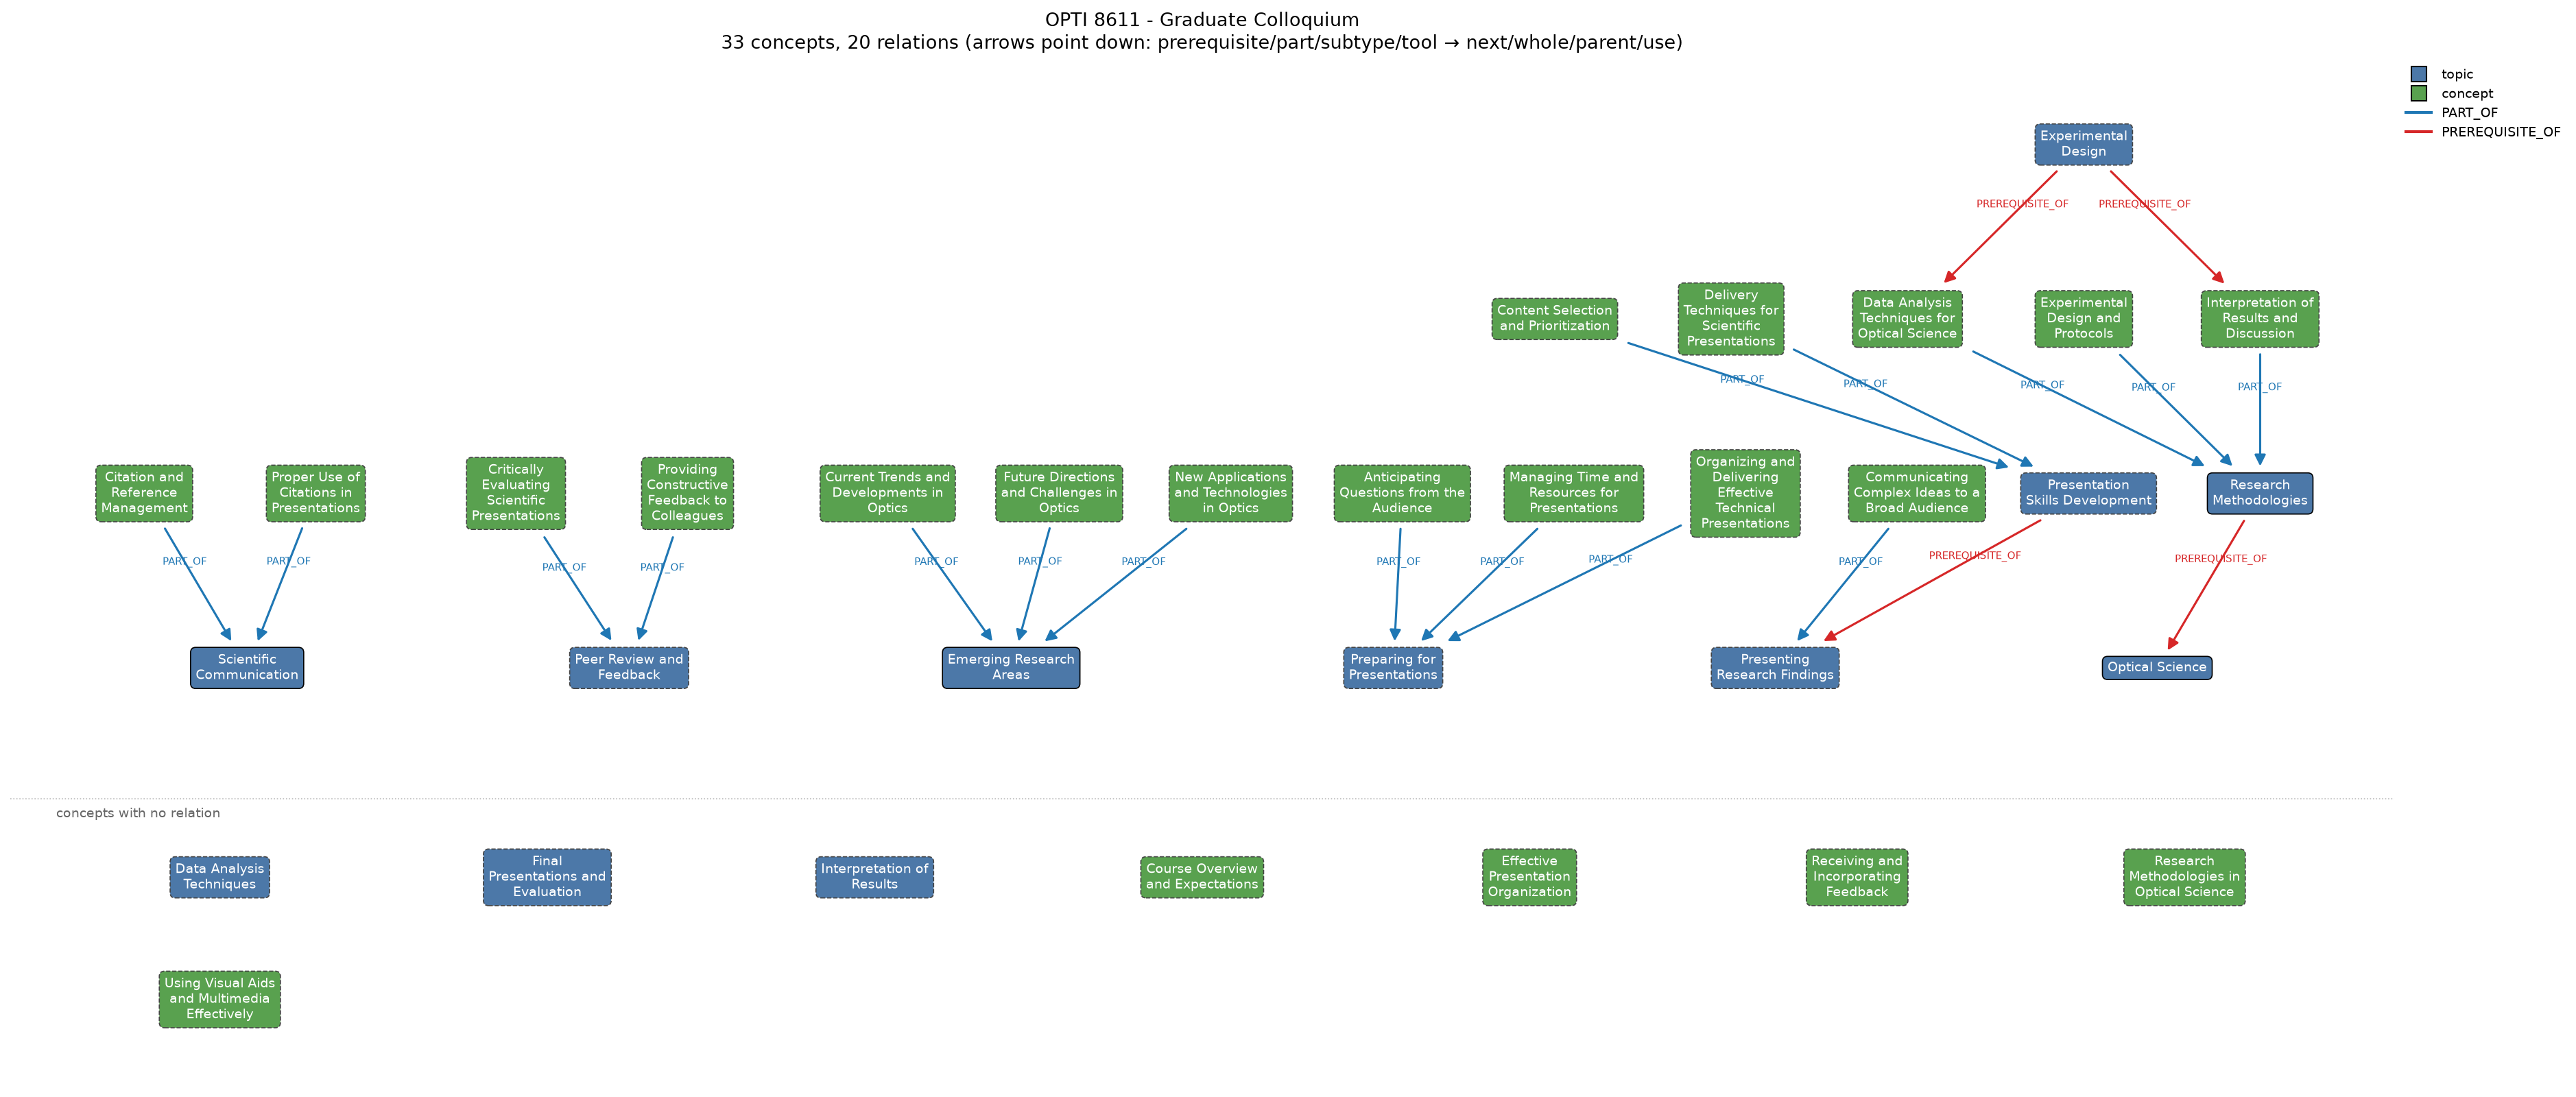 OPTI 8611 - Graduate Colloquium
33 concepts, 20 relations (arrows point down: prerequisite/part/subtype/tool → next/whole/parent/use)
topic
concept
PART_OF
PREREQUISITE_OF
Experimental
Design
PREREQUISITE_OF
PREREQUISITE_OF
Content Selection
and Prioritization
Delivery
Techniques for
Scientific
Presentations
Data Analysis
Techniques for
Optical Science
Experimental
Design and
Protocols
Interpretation of
Results and
Discussion
PART_OF
PART_OF
PART_OF
PART_OF
PART_OF
Citation and
Reference
Management
Proper Use of
Citations in
Presentations
Critically
Evaluating
Scientific
Presentations
Providing
Constructive
Feedback to
Colleagues
Current Trends and
Developments in
Optics
Future Directions
and Challenges in
Optics
New Applications
and Technologies
in Optics
Anticipating
Questions from the
Audience
Managing Time and
Resources for
Presentations
Organizing and
Delivering
Effective
Technical
Presentations
Communicating
Complex Ideas to a
Broad Audience
Presentation
Skills Development
Research
Methodologies
PART_OF
PART_OF
PART_OF
PART_OF
PART_OF
PART_OF
PART_OF
PART_OF
PART_OF
PART_OF
PART_OF
PREREQUISITE_OF
PREREQUISITE_OF
Scientific
Communication
Peer Review and
Feedback
Emerging Research
Areas
Preparing for
Presentations
Presenting
Research Findings
Optical Science
concepts with no relation
Data Analysis
Techniques
Final
Presentations and
Evaluation
Interpretation of
Results
Course Overview
and Expectations
Effective
Presentation
Organization
Receiving and
Incorporating
Feedback
Research
Methodologies in
Optical Science
Using Visual Aids
and Multimedia
Effectively